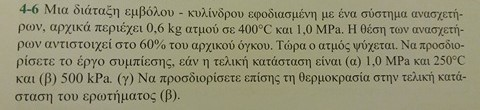 4-6 Μια διάταξη εμβόλου - κυλίνδρου εφοδιασμένη με ένα σύστημα ανασχετή-
ρων, αρχικά περιέχει 0,6 kg ατμού σε 400°C και 1,0 MPa. Η θέση των ανασχετή-
ρων αντιστοιχεί στο 60% του αρχικού όγκου. Τώρα ο ατμός ψύχεται. Να προσδιο-
ρίσετε το έργο συμπίεσης, εάν η τελική κατάσταση είναι (α) 1,0 MPa και 250°C
και (β) 500 kPa. (γ) Να προσδιορίσετε επίσης τη θερμοκρασία στην τελική κατά-
σταση του ερωτήματος (β).